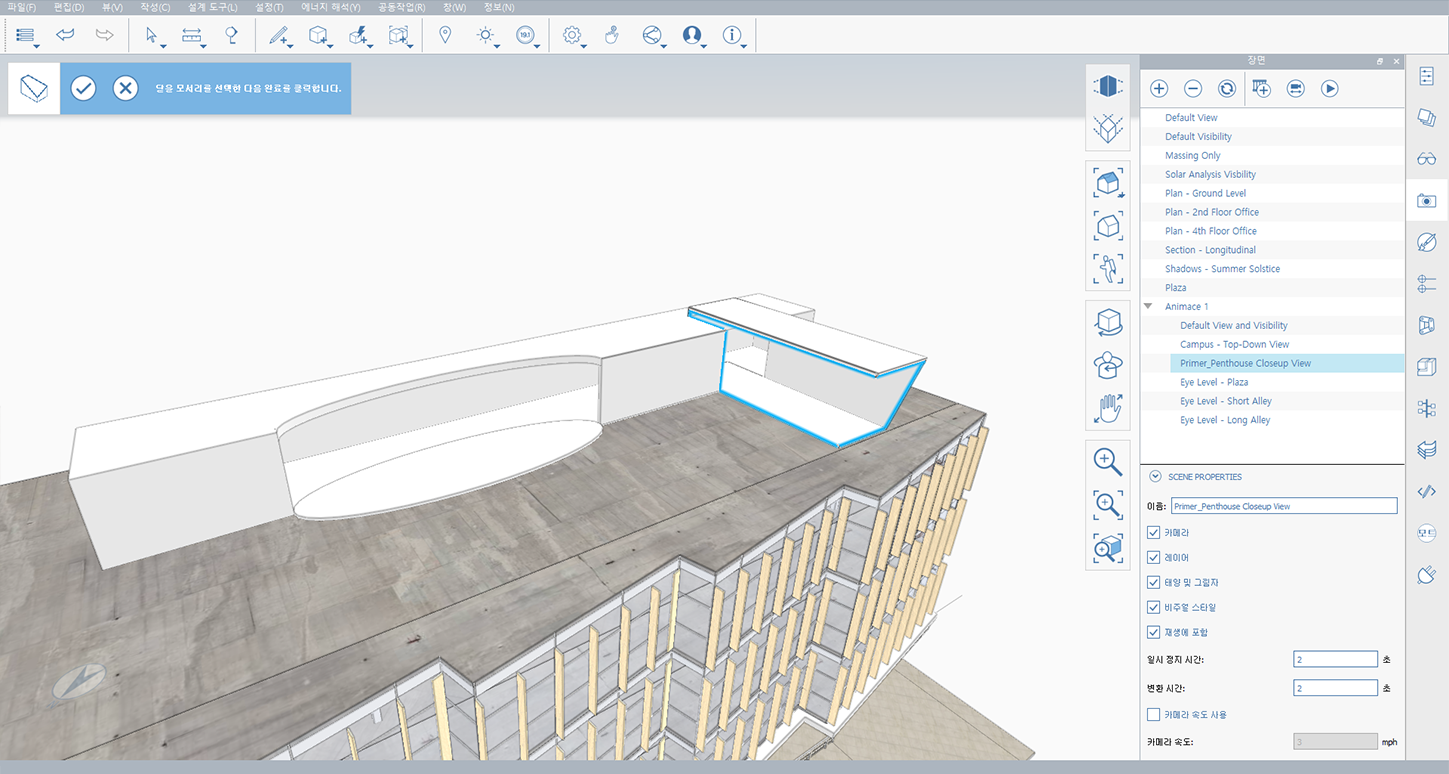 파일(F) 편집(D) 뷰(V) 작성(C) 설계 도구(L) 설정(T) 에너지 해석(Y) 공동작업(R) 창(W) 정보(N)
19.1
닫을 모서리를 선택한 다음 완료를 클릭합니다.
장면
Default View
Default Visibility
Massing Only
Solar Analysis Visbility
Plan - Ground Level
Plan - 2nd Floor Office
Plan - 4th Floor Office
Section - Longitudinal
Shadows - Summer Solstice
Plaza
Animace 1
Default View and Visibility
Campus - Top-Down View
Primer_Penthouse Closeup View
Eye Level - Plaza
Eye Level - Short Alley
Eye Level - Long Alley
SCENE PROPERTIES
이름: Primer_Penthouse Closeup View
카메라
레이어
태양 및 그림자
비주얼 스타일
재생에 포함
일시 정지 시간: 2 초
변환 시간: 2 초
카메라 속도 사용
카메라 속도: 3 mph
모드